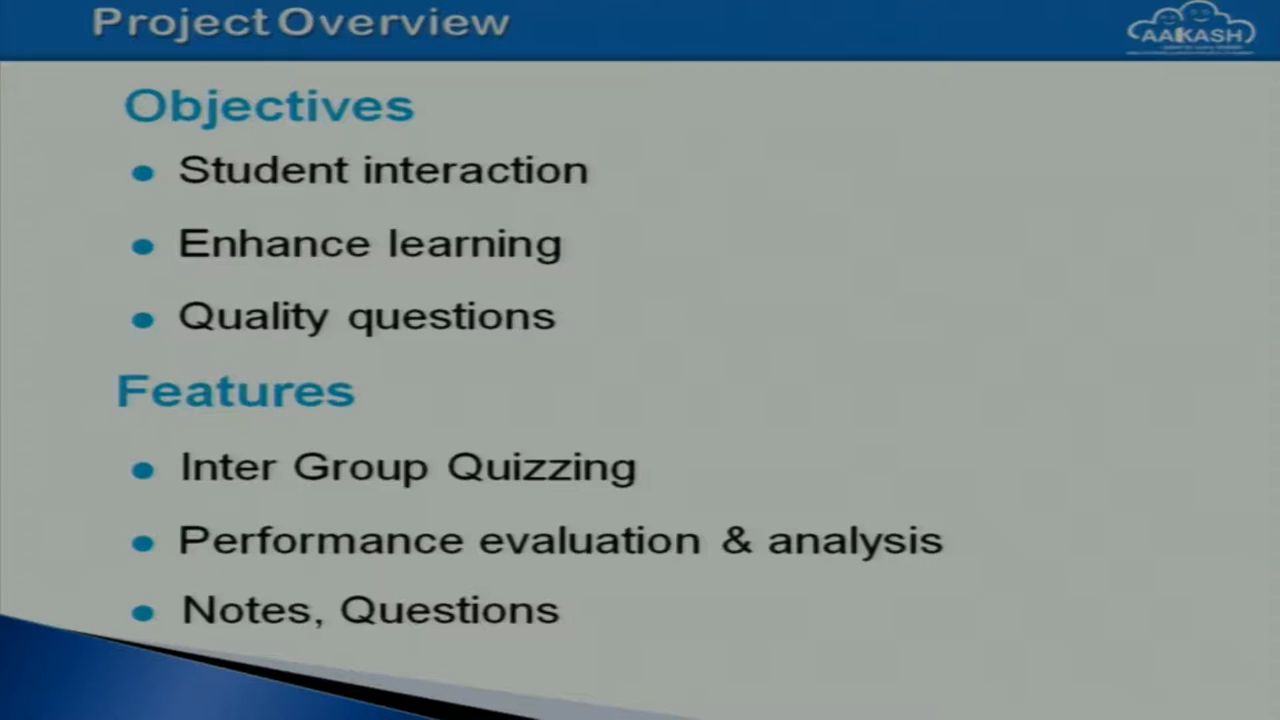 Project Overview
AAKASH
Objectives
Student interaction
Enhance learning
Quality questions
Features
Inter Group Quizzing
Performance evaluation & analysis
Notes, Questions